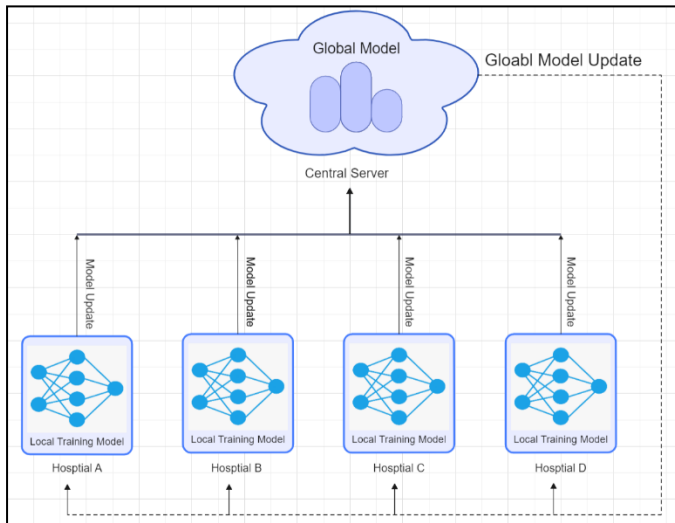 Global Model
Gloabl Model Update
Central Server
Model Update
Model Update
Model Update
Model Update
Local Training Model
Local Training Model
Local Training Model
Local Training Model
Hosptial A
Hosptial B
Hosptial C
Hosptial D